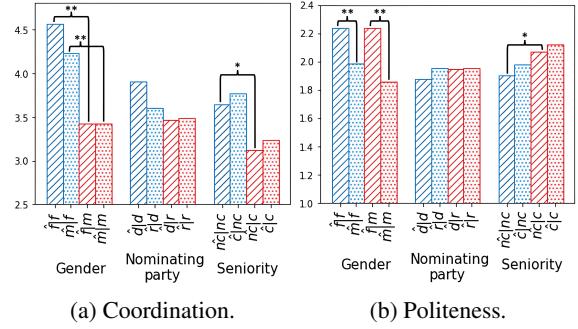 4.5
4.0
3.5
3.0
2.5
** 
**
*
f̂|f
m̂|f
f̂|m
m̂|m
d̂|d
r̂|d
d̂|r
r̂|r
n̂c|nc
ĉ|nc
n̂c|c
ĉ|c
Gender
Nominating
party
Seniority
(a) Coordination.
2.4
2.2
2.0
1.8
1.6
1.4
1.2
1.0
**
**
*
f̂|f
m̂|f
f̂|m
m̂|m
d̂|d
r̂|d
d̂|r
r̂|r
n̂c|nc
ĉ|nc
n̂c|c
ĉ|c
Gender
Nominating
party
Seniority
(b) Politeness.